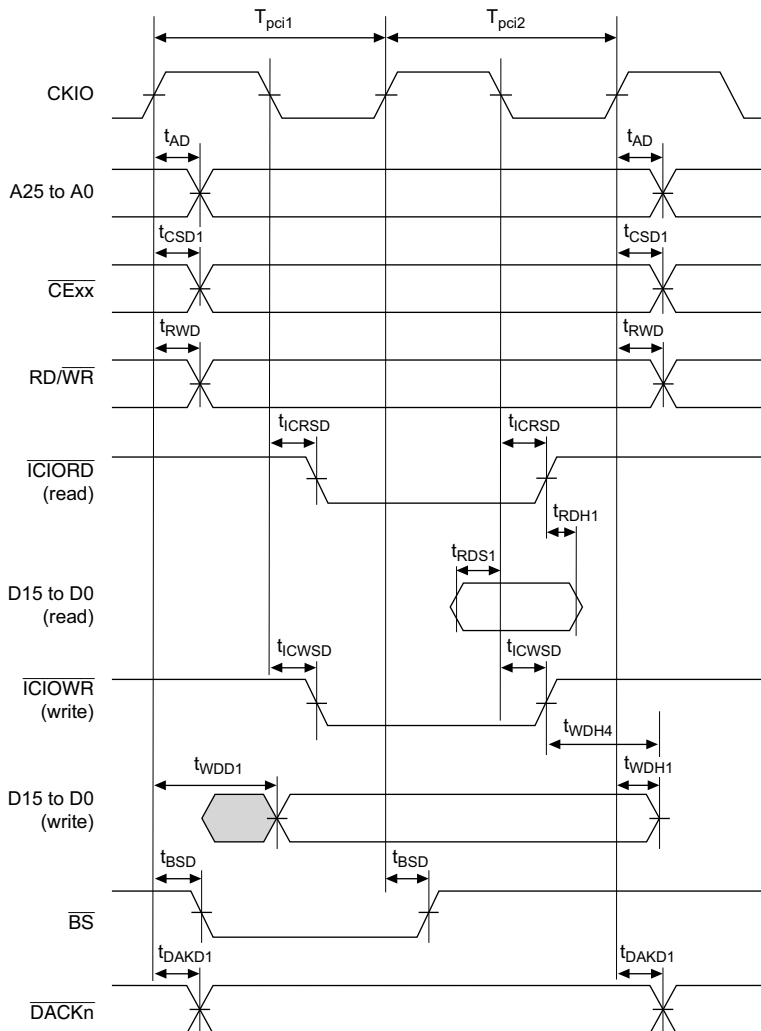 Tpci1 Tpci2
CKIO
tAD tAD
A25 to A0
tCSD1 tCSD1
CExx
tRWD tRWD
RD/WR
tICRSD tICRSD
ICIORD
(read)
tRDH1
tRDS1
D15 to D0
(read)
tICWSD tICWSD
ICIOWR
(write)
tWDH4
tWDD1 tWDH1
D15 to D0
(write)
tBSD tBSD
BS
tDAKD1 tDAKD1
DACKn